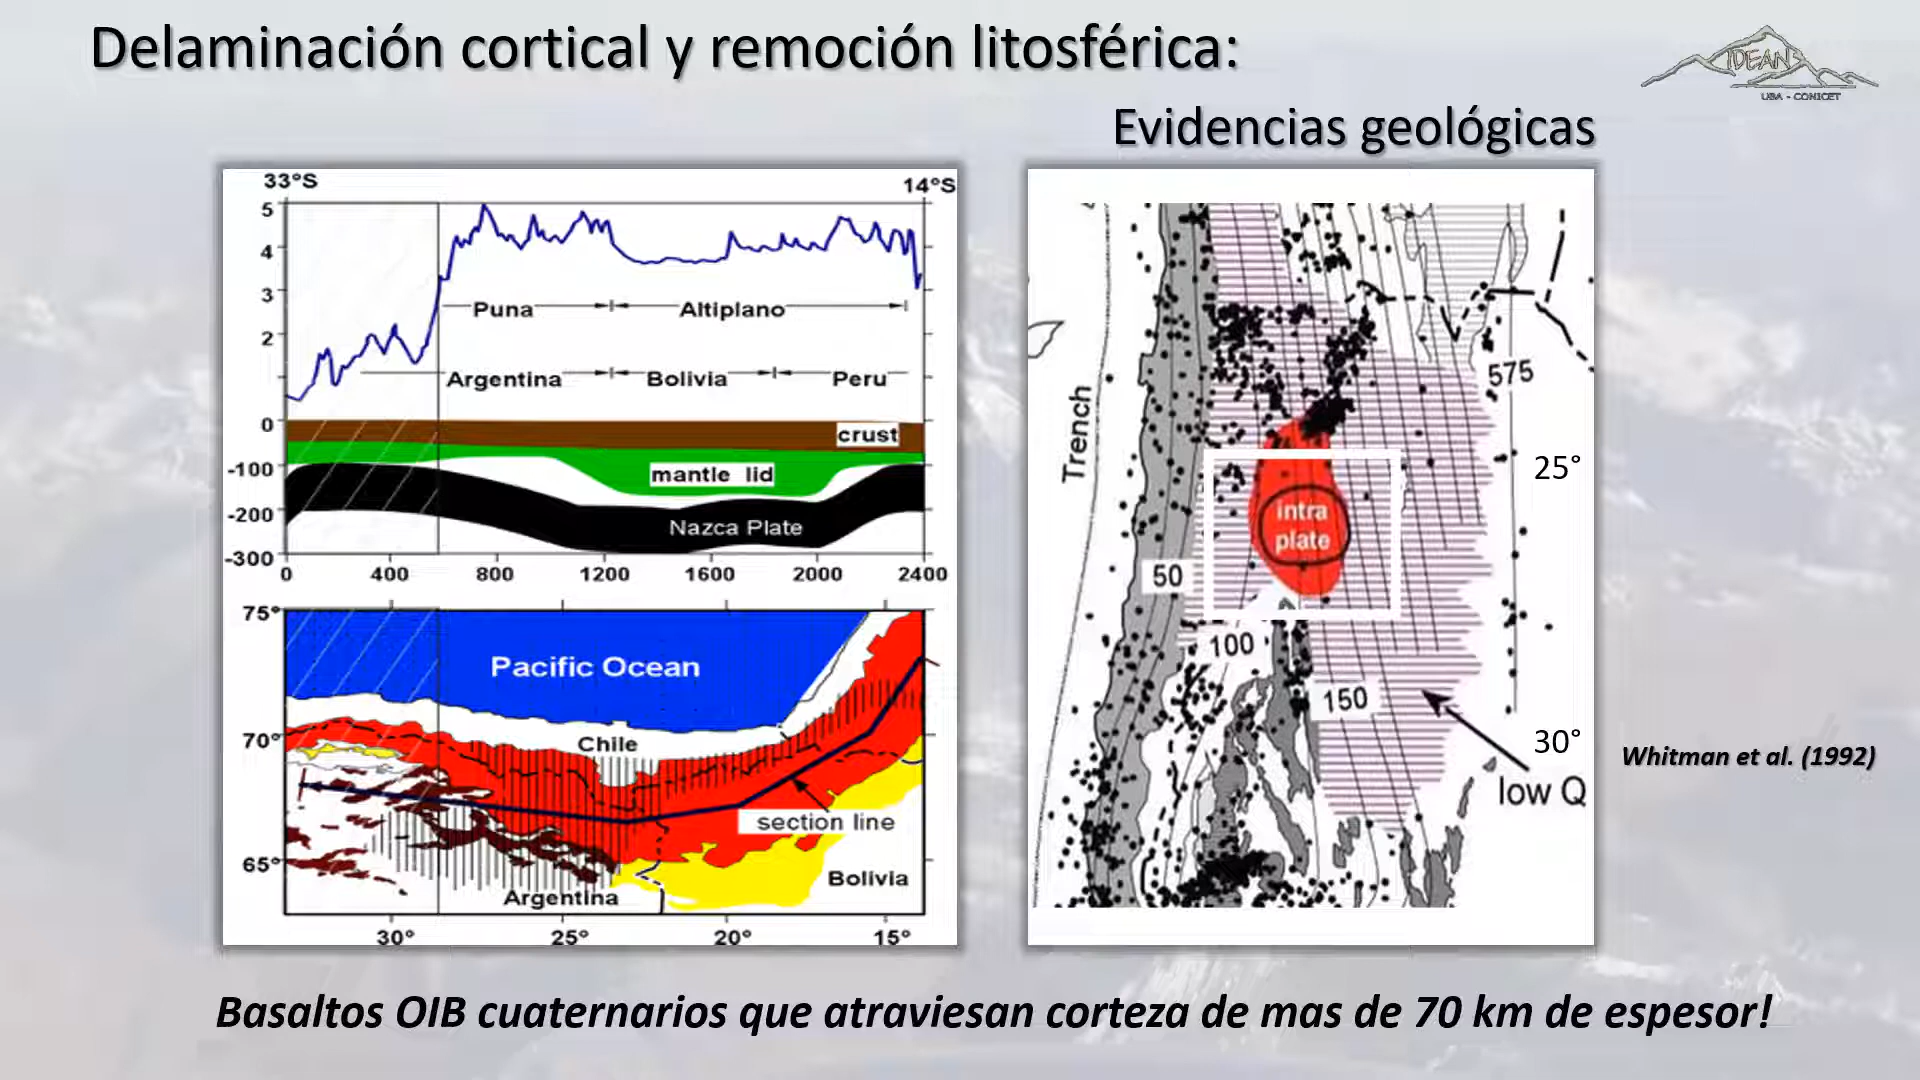 Delaminación cortical y remoción litosférica:
Evidencias geológicas
IDEAN
UBA - CONICET
33°S
14°S
5
4
3
2
Puna
Altiplano
Argentina
Bolivia
Peru
0
0
crust
-100
-100
mantle lid
-200
-200
Nazca Plate
-300
-300
0
400
800
1200
1600
2000
2400
75°
Pacific Ocean
70°
Chile
section line
65°
Bolivia
Argentina
30°
25°
20°
15°
Trench
575
25°
intra
plate
50
100
150
30°
low Q
Whitman et al. (1992)
Basaltos OIB cuaternarios que atraviesan corteza de mas de 70 km de espesor!